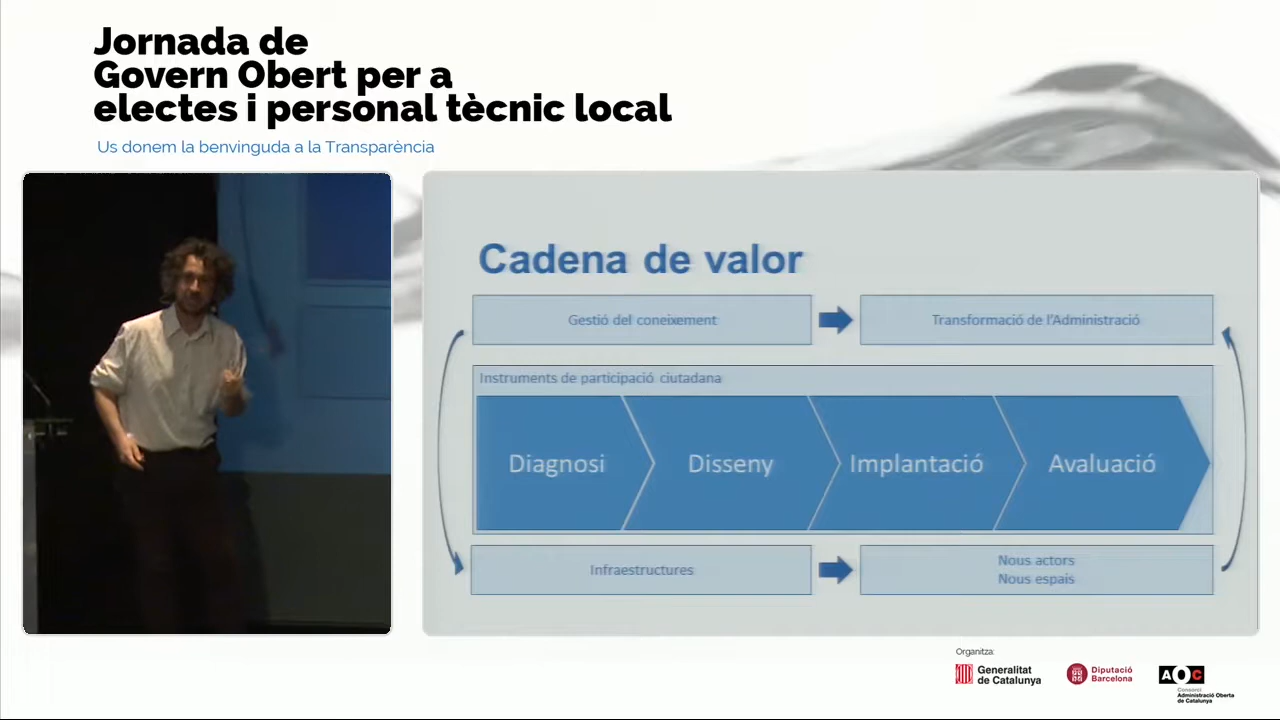 Jornada de
Govern Obert per a
electes i personal tècnic local
Us donem la benvinguda a la Transparència
Cadena de valor
Gestió del coneixement
Transformació de l'Administració
Instruments de participació ciutadana
Diagnosi
Disseny
Implantació
Avaluació
Infraestructures
Nous actors
Nous espais
Organitza:
Generalitat
de Catalunya
Diputació
Barcelona
AOC
Consorci
Administració Oberta
de Catalunya